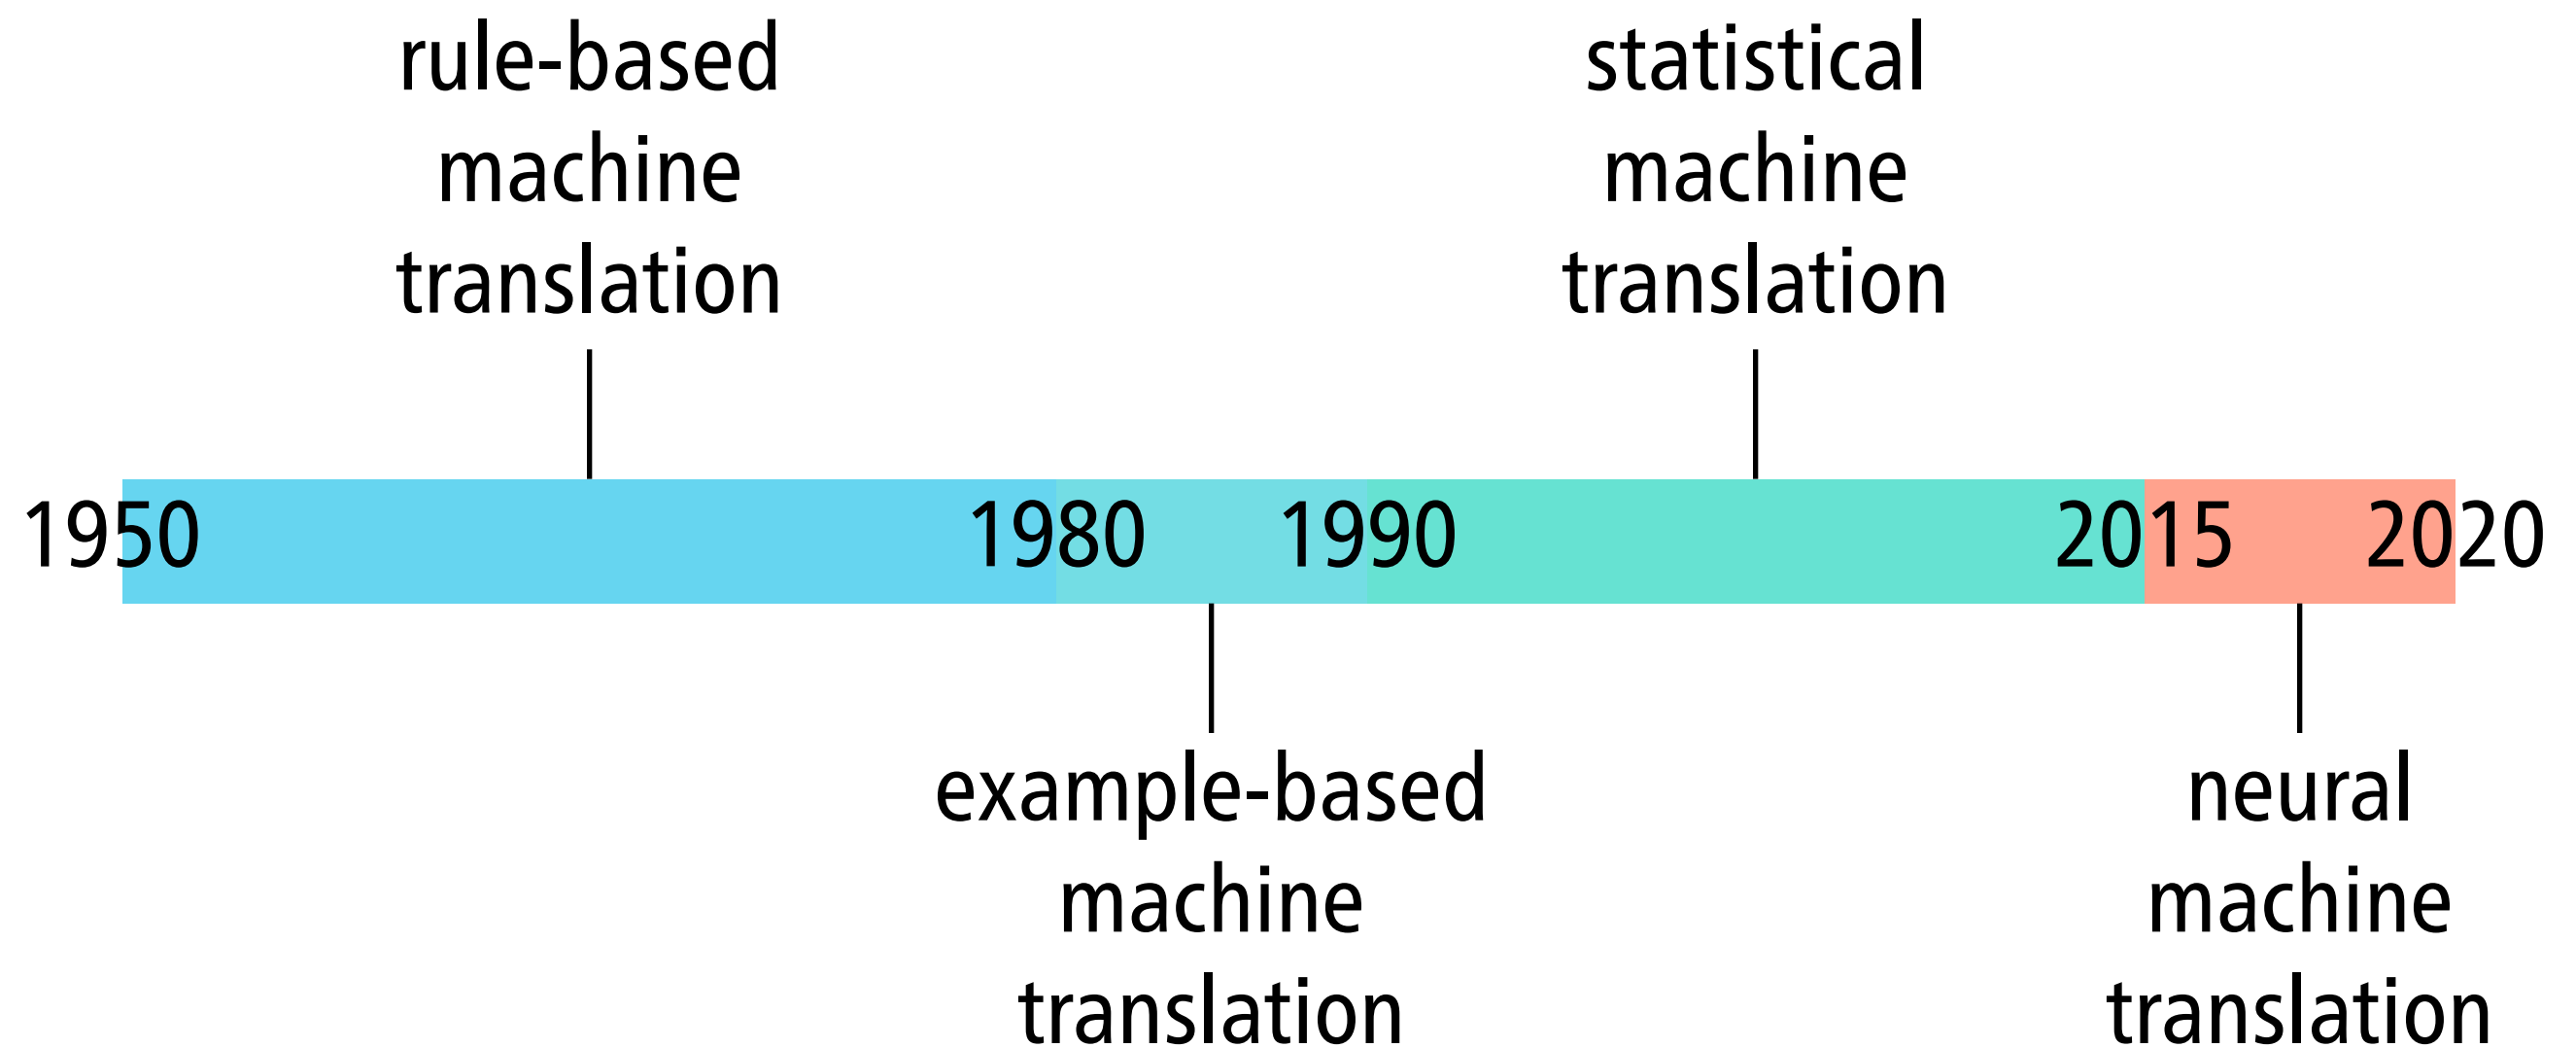 rule-based
machine
translation
statistical
machine
translation
1950 1980 1990 2015 2020
example-based
machine
translation
neural
machine
translation